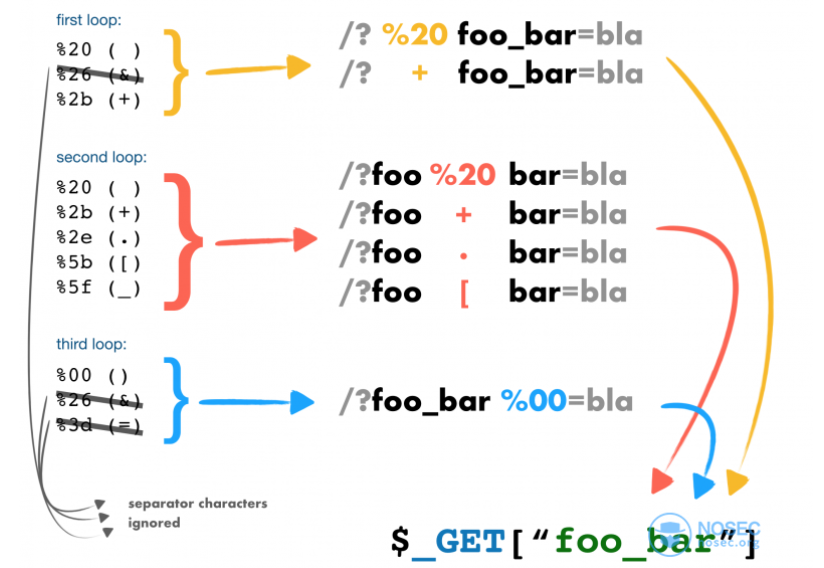 first loop:
%20 ( )
%26 (&)
%2b (+)
/? %20 foo_bar=bla
/? + foo_bar=bla
second loop:
%20 ( )
%2b (+)
%2e (.)
%5b ([)
%5f (_)
/?foo %20 bar=bla
/?foo + bar=bla
/?foo . bar=bla
/?foo [ bar=bla
third loop:
%00 ()
%26 (&)
%3d (=)
/?foo_bar %00=bla
separator characters
ignored
$_GET[“foo_bar”]
NOSEC
nosec.org